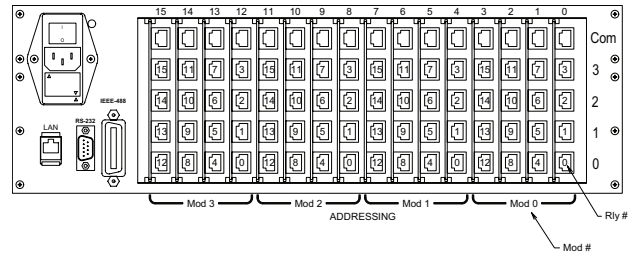 15 14 13 12 11 10 9 8 7 6 5 4 3 2 1 0
Com
15 11 7 3 15 11 7 3 15 11 7 3 15 11 7 3 3
14 10 6 2 14 10 6 2 14 10 6 2 14 10 6 2 2
13 9 5 1 13 9 5 1 13 9 5 1 13 9 5 1 1
12 8 4 0 12 8 4 0 12 8 4 0 12 8 4 0 0
I
0
IEEE-488
LAN
RS-232
Mod 3 Mod 2 Mod 1 Mod 0
ADDRESSING
Rly #
Mod #